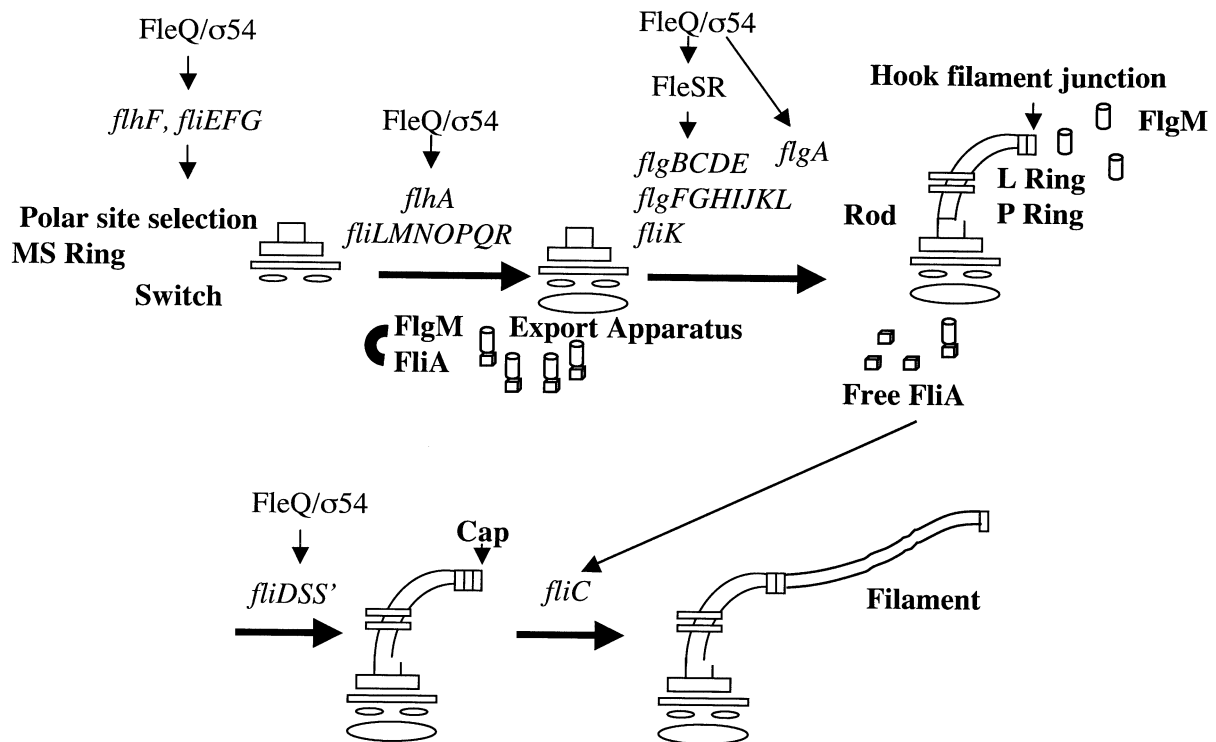 FleQ/σ54
flhF, fliEFG
Polar site selection
MS Ring
Switch
FleQ/σ54
flhA
fliLMNOPQR
FlgM
FliA
Export Apparatus
FleQ/σ54
FleSR
flgA
flgBCDE
flgFGHIJKL
fliK
Hook filament junction
FlgM
L Ring
P Ring
Rod
Free FliA
FleQ/σ54
fliDSS’
Cap
fliC
Filament